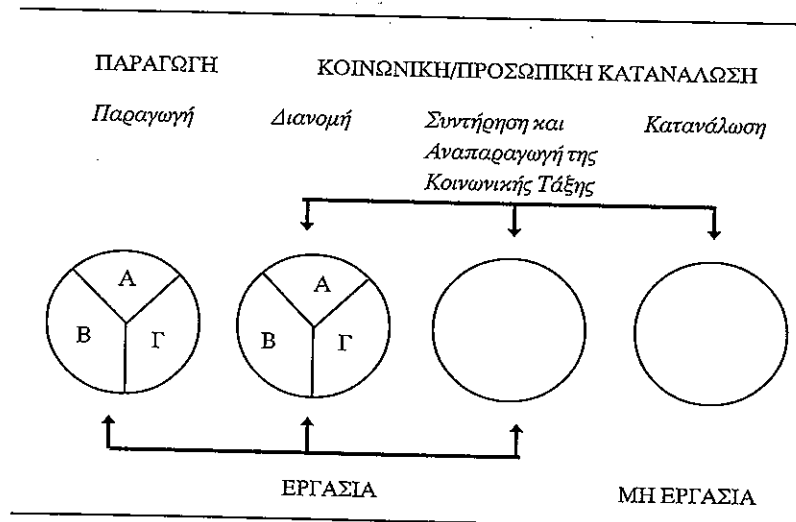 ΠΑΡΑΓΩΓΗ ΚΟΙΝΩΝΙΚΗ/ΠΡΟΣΩΠΙΚΗ ΚΑΤΑΝΑΛΩΣΗ
Παραγωγή Διανομή Συντήρηση και Κατανάλωση
Αναπαραγωγή της
Κοινωνικής Τάξης
Α Α
Β Γ Β Γ
ΕΡΓΑΣΙΑ ΜΗ ΕΡΓΑΣΙΑ